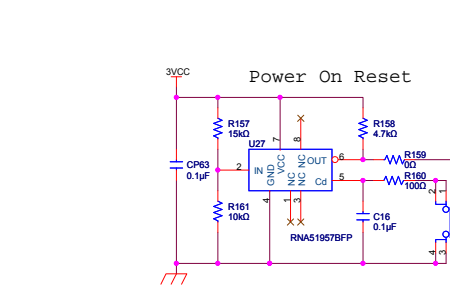 3VCC
Power On Reset
R157
15kΩ
R158
4.7kΩ
U27
7
8
CP63
0.1µF
2
IN
GND
VCC
NC
NC
NC
OUT
Cd
6
5
R159
0Ω
R160
100Ω
4
1
3
R161
10kΩ
C16
0.1µF
RNA51957BFP
2
1
4
3